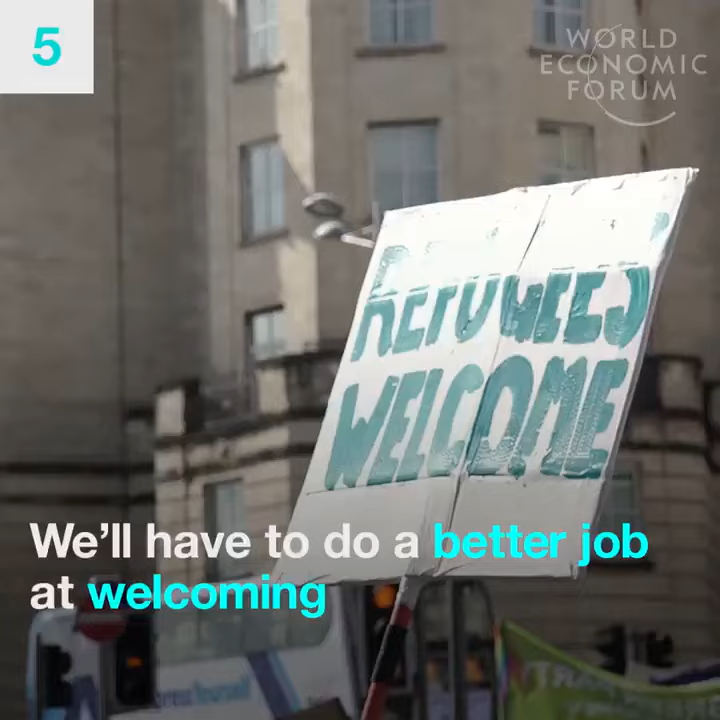 5
WORLD
ECONOMIC
FORUM
REFUGEES
WELCOME
We'll have to do a better job
at welcoming